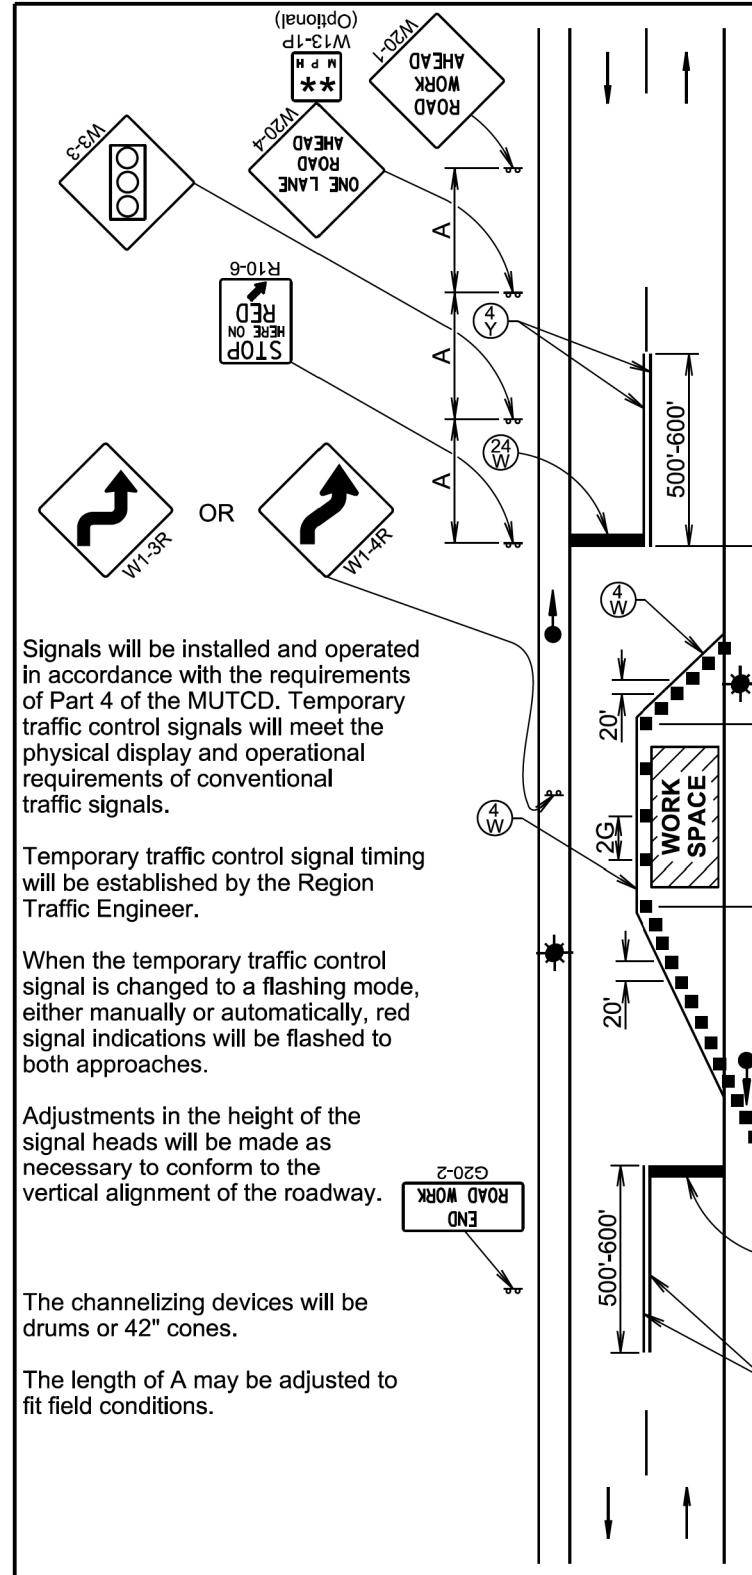 (Optional)
W13-1P
**
M P H
W20-1
ROAD
WORK
AHEAD
W20-4
ONE LANE
ROAD
AHEAD
W3-3
R10-6
STOP
HERE ON
RED
A
A
A
4
Y
24
W
500'-600'
W1-3R
OR
W1-4R
4
W
20'
WORK
SPACE
2G
4
W
20'
Signals will be installed and operated
in accordance with the requirements
of Part 4 of the MUTCD. Temporary
traffic control signals will meet the
physical display and operational
requirements of conventional
traffic signals.
Temporary traffic control signal timing
will be established by the Region
Traffic Engineer.
When the temporary traffic control
signal is changed to a flashing mode,
either manually or automatically, red
signal indications will be flashed to
both approaches.
Adjustments in the height of the
signal heads will be made as
necessary to conform to the
vertical alignment of the roadway.
G20-2
END
ROAD WORK
500'-600'
The channelizing devices will be
drums or 42" cones.
The length of A may be adjusted to
fit field conditions.